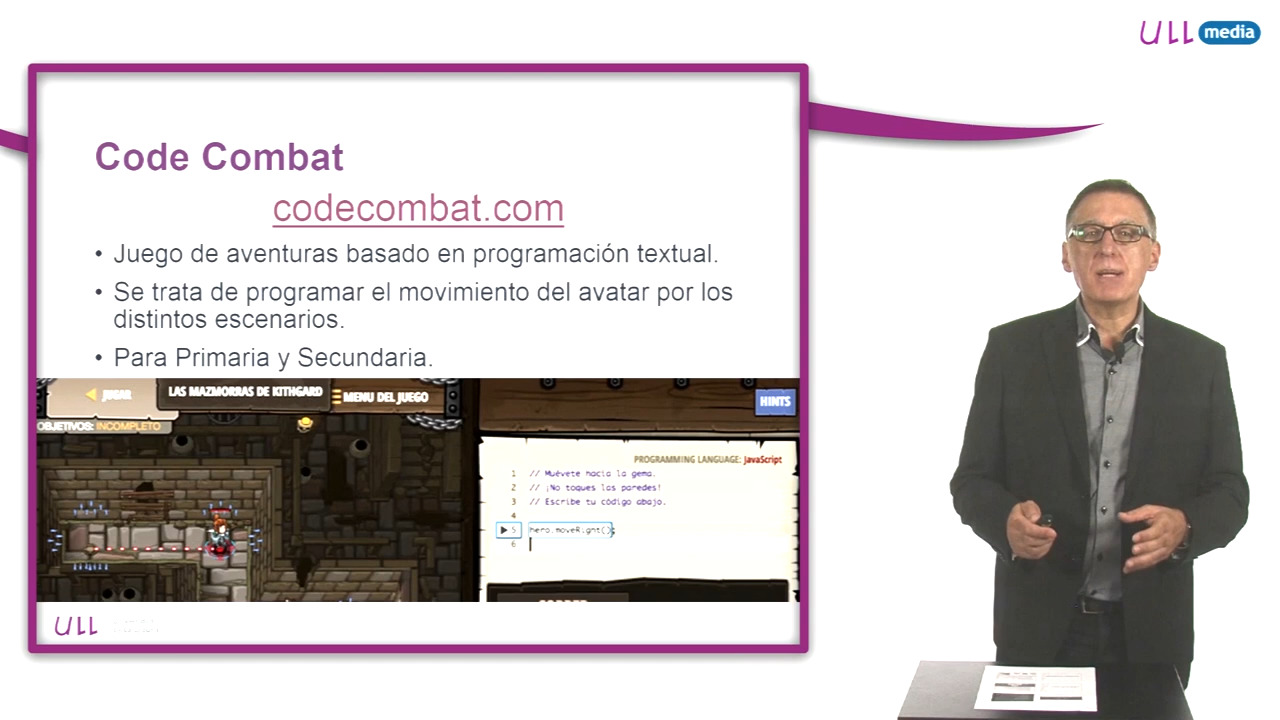 ULL media
Code Combat
codecombat.com
• Juego de aventuras basado en programación textual.
• Se trata de programar el movimiento del avatar por los
distintos escenarios.
• Para Primaria y Secundaria.
JUGAR
LAS MAZMORRAS DE KITHGARD
MENU DEL JUEGO
OBJETIVOS: INCOMPLETO
HINTS
PROGRAMMING LANGUAGE: JavaScript
1 // Muévete hacia la gema.
2 // ¡No toques las paredes!
3 // Escribe tu código abajo.
4
5 hero.moveRight();
6
ULL